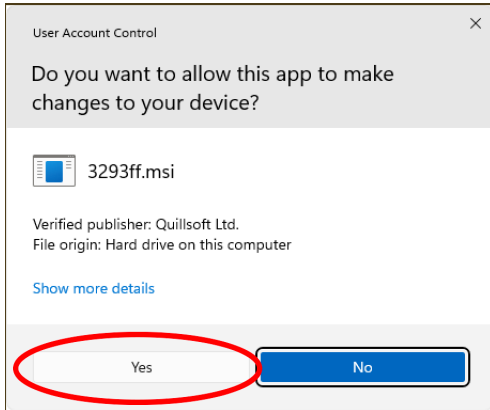 User Account Control
Do you want to allow this app to make
changes to your device?
3293ff.msi
Verified publisher: Quillsoft Ltd.
File origin: Hard drive on this computer
Show more details
Yes
No